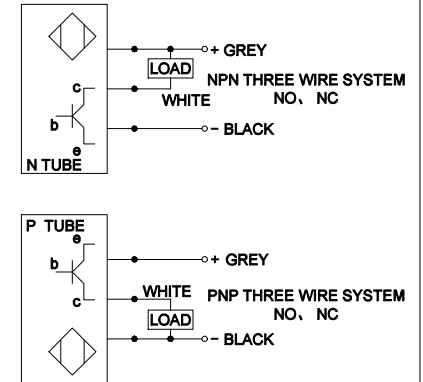 + GREY
LOAD
NPN THREE WIRE SYSTEM
c
WHITE
NO、 NC
b
- BLACK
e
N TUBE
P TUBE
e
b
+ GREY
c
WHITE
PNP THREE WIRE SYSTEM
LOAD
NO、 NC
- BLACK